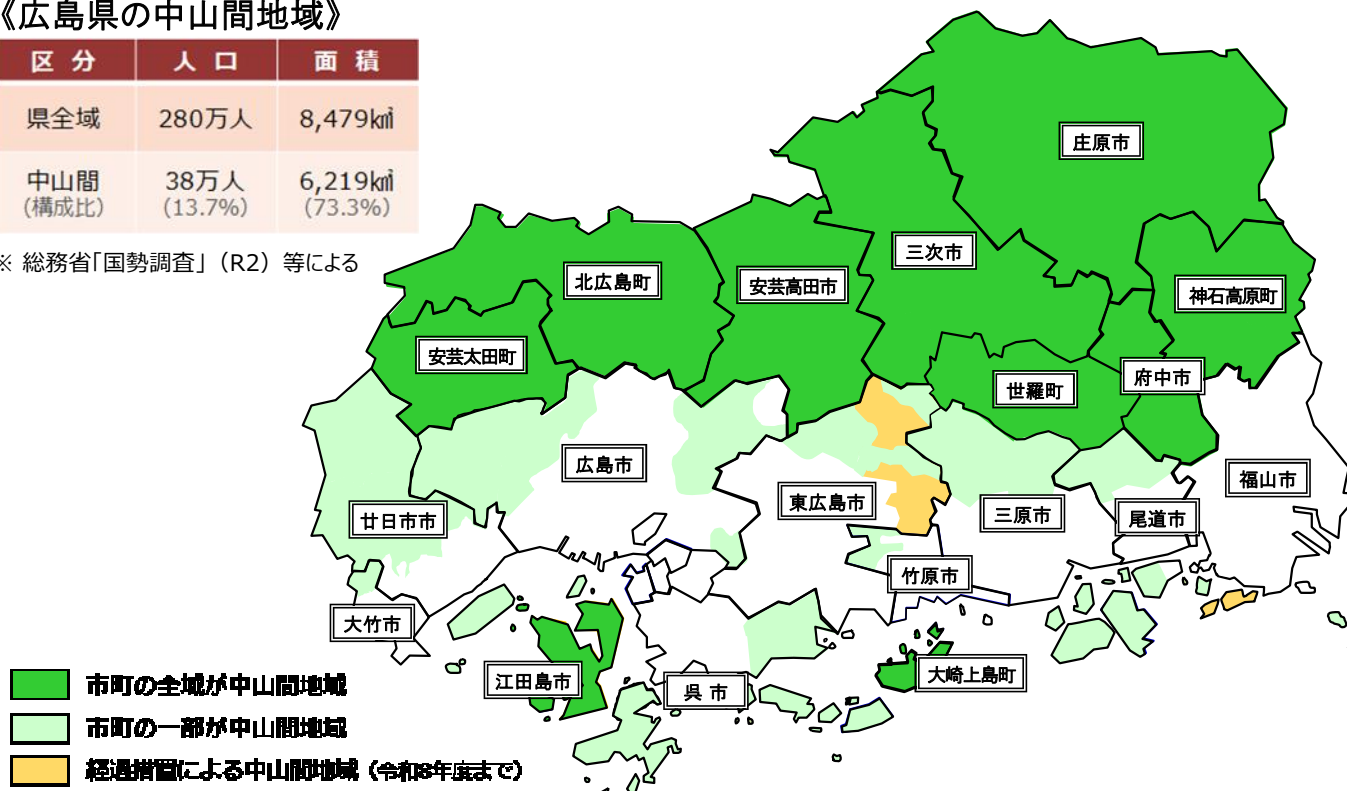 《広島県の中山間地域》
区 分 人 口 面 積
県全域 280万人 8,479㎢
中山間 38万人 6,219㎢
(構成比) (13.7%) (73.3%)
※ 総務省「国勢調査」（R2）等による
庄原市
三次市
北広島町
安芸高田市
神石高原町
安芸太田町
府中市
世羅町
広島市
福山市
東広島市
三原市
尾道市
廿日市市
竹原市
大竹市
江田島市
呉 市
大崎上島町
市町の全域が中山間地域
市町の一部が中山間地域
経過措置による中山間地域（令和8年度まで）